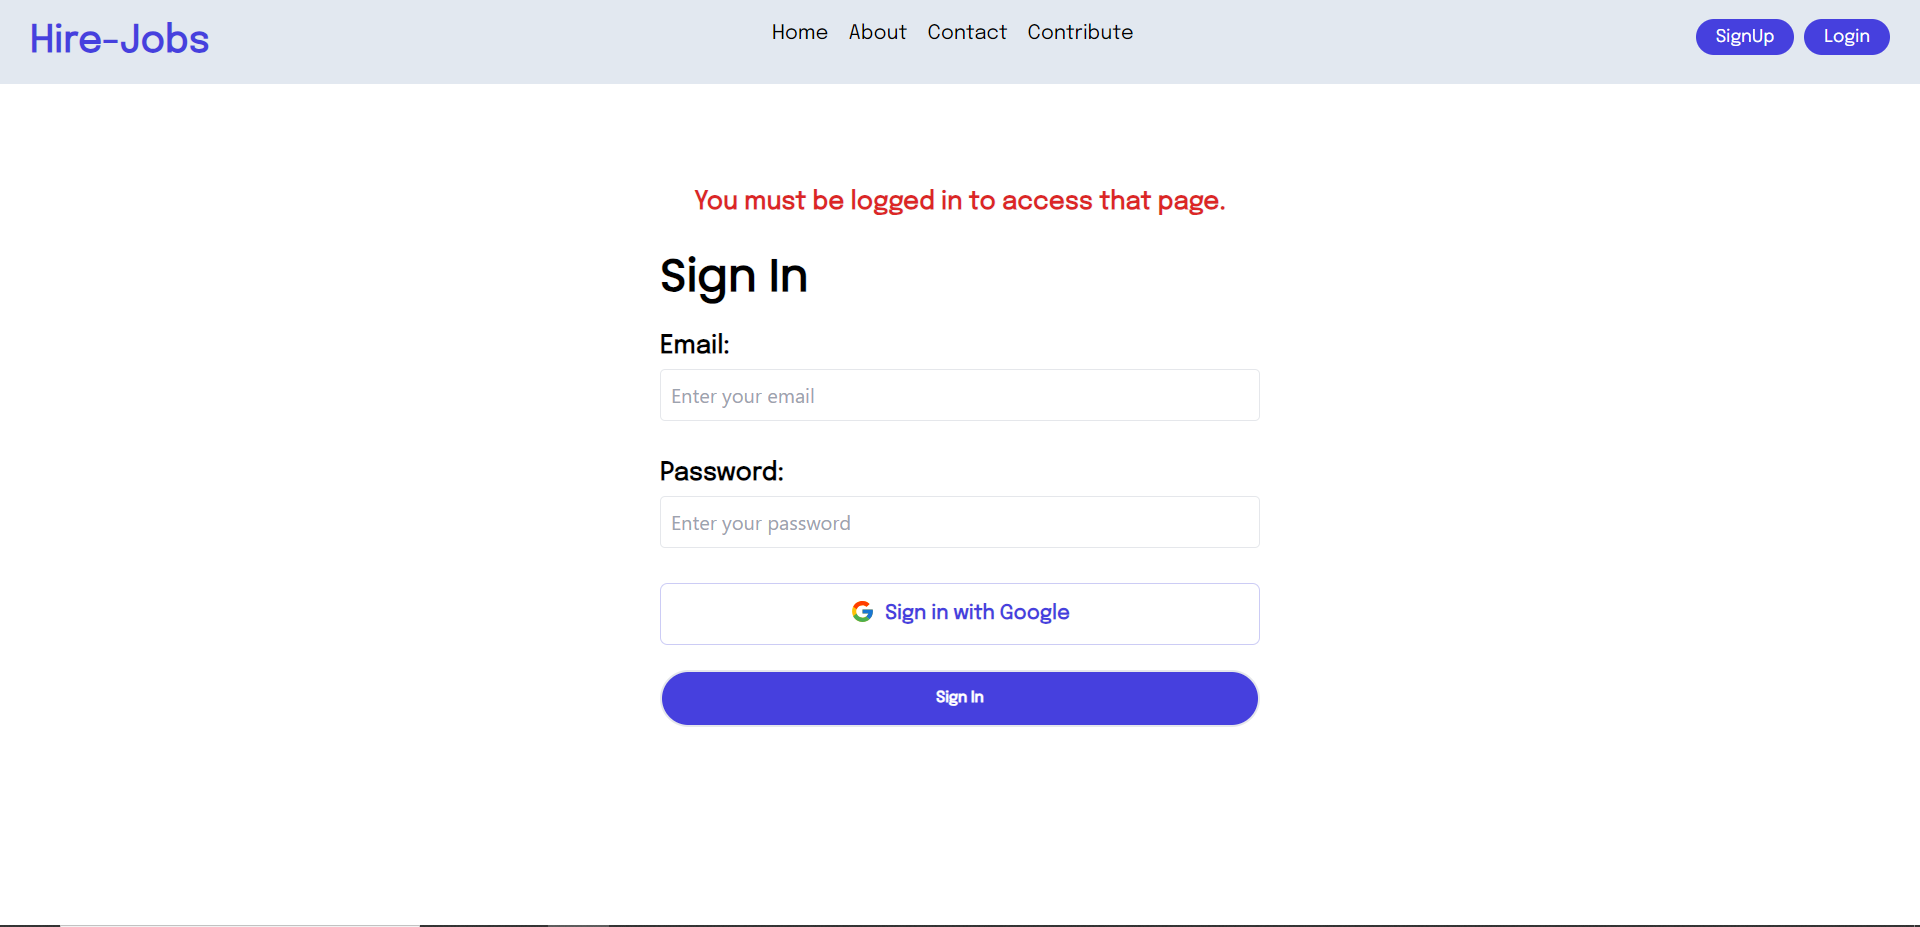 Hire-Jobs
Home About Contact Contribute
SignUp Login
You must be logged in to access that page.
Sign In
Email:
Enter your email
Password:
Enter your password
Sign in with Google
Sign In